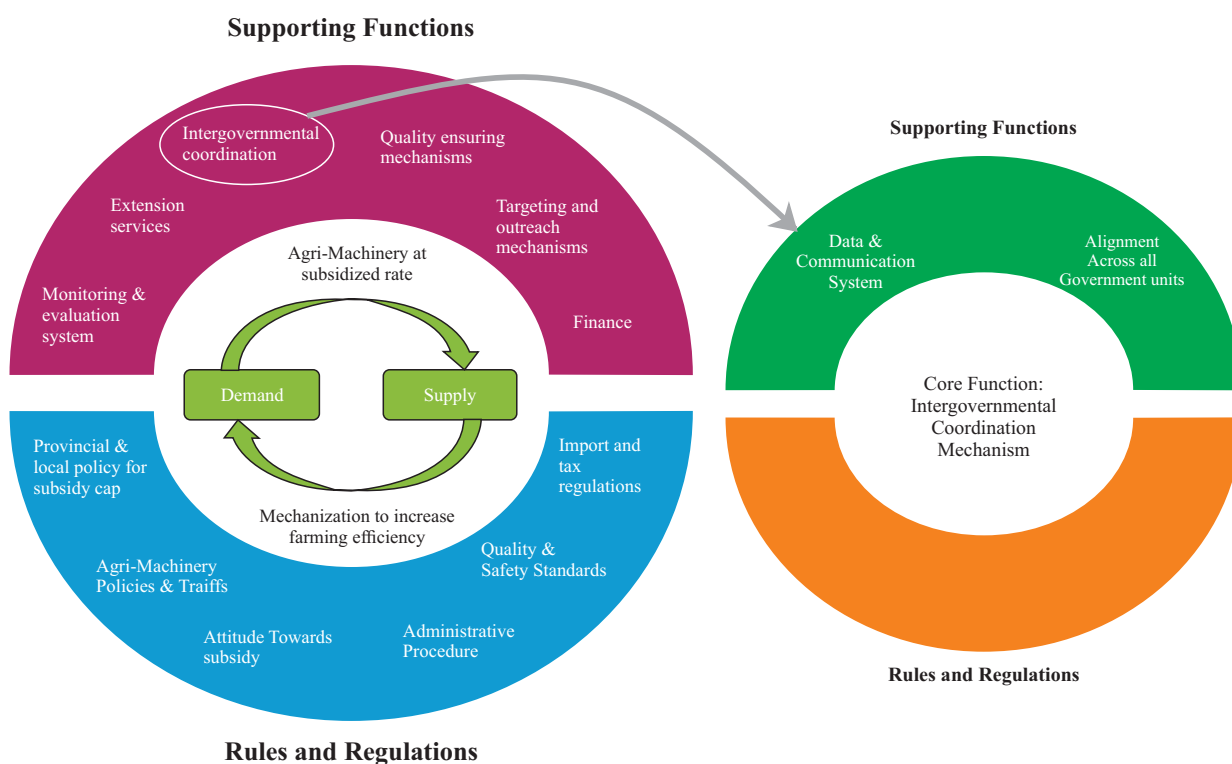 Supporting Functions
Intergovernmental
coordination
Quality ensuring
mechanisms
Extension
services
Targeting and
outreach
mechanisms
Monitoring &
evaluation
system
Finance
Agri-Machinery at
subsidized rate
Demand
Supply
Mechanization to increase
farming efficiency
Provincial &
local policy for
subsidy cap
Import and
tax
regulations
Agri-Machinery
Policies & Traiffs
Quality &
Safety Standards
Attitude Towards
subsidy
Administrative
Procedure
Rules and Regulations
Supporting Functions
Data &
Communication
System
Alignment
Across all
Government units
Core Function:
Intergovernmental
Coordination
Mechanism
Rules and Regulations